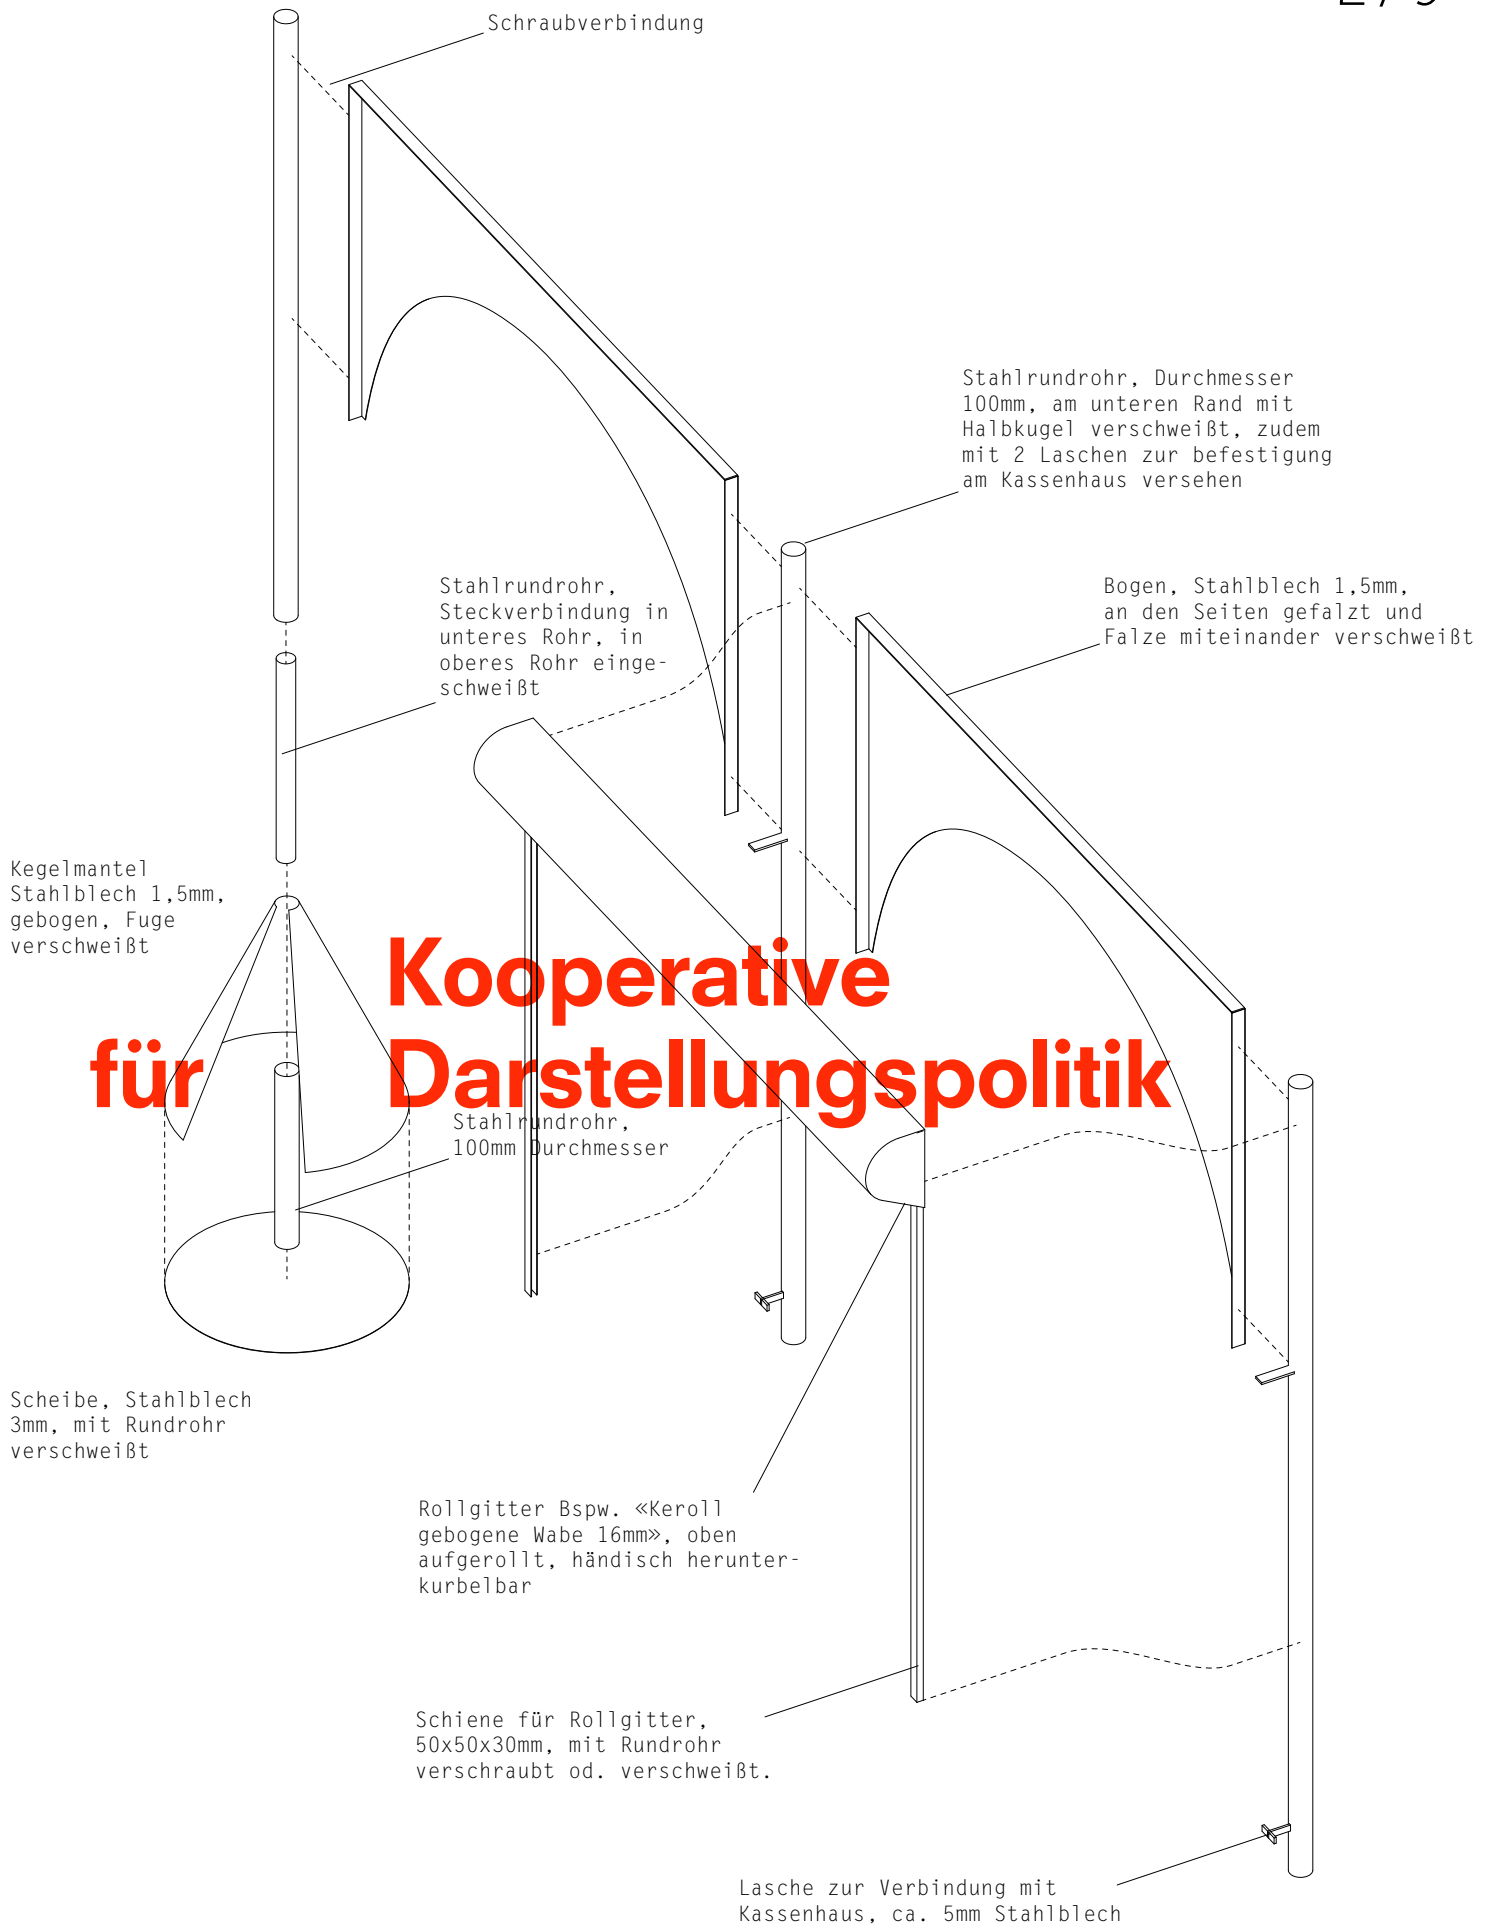 Schraubverbindung
Stahlrundrohr, Durchmesser
100mm, am unteren Rand mit
Halbkugel verschweißt, zudem
mit 2 Laschen zur befestigung
am Kassenhaus versehen
Stahlrundrohr,
Steckverbindung in
unteres Rohr, in
oberes Rohr einge-
schweißt
Bogen, Stahlblech 1,5mm,
an den Seiten gefalzt und
Falze miteinander verschweißt
Kegelmantel
Stahlblech 1,5mm,
gebogen, Fuge
verschweißt
Kooperative
für Darstellungspolitik
Stahlrundrohr,
100mm Durchmesser
Scheibe, Stahlblech
3mm, mit Rundrohr
verschweißt
Rollgitter Bspw. «Keroll
gebogene Wabe 16mm», oben
aufgerollt, händisch herunter-
kurbelbar
Schiene für Rollgitter,
50x50x30mm, mit Rundrohr
verschraubt od. verschweißt.
Lasche zur Verbindung mit
Kassenhaus, ca. 5mm Stahlblech